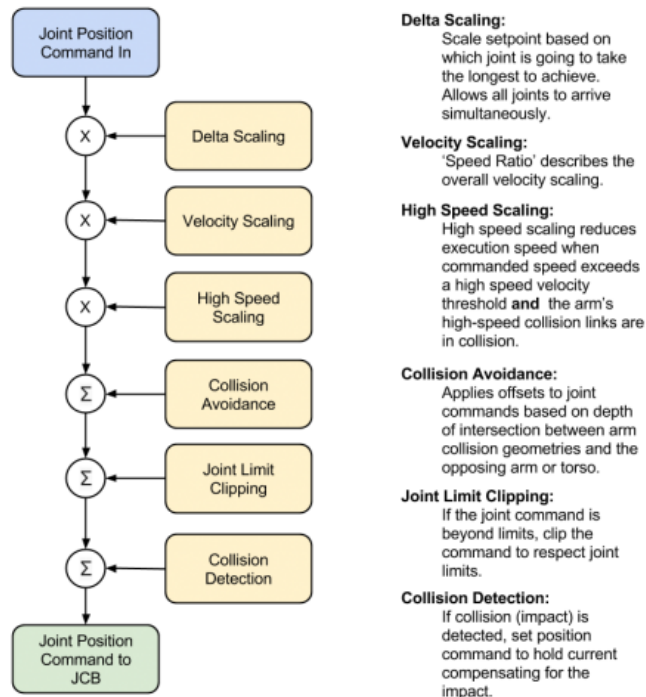 Joint Position
Command In
X
Delta Scaling
X
Velocity Scaling
X
High Speed
Scaling
Σ
Collision
Avoidance
Σ
Joint Limit
Clipping
Σ
Collision
Detection
Joint Position
Command to
JCB
Delta Scaling:
Scale setpoint based on
which joint is going to take
the longest to achieve.
Allows all joints to arrive
simultaneously.
Velocity Scaling:
'Speed Ratio' describes the
overall velocity scaling.
High Speed Scaling:
High speed scaling reduces
execution speed when
commanded speed exceeds
a high speed velocity
threshold and the arm's
high-speed collision links are
in collision.
Collision Avoidance:
Applies offsets to joint
commands based on depth
of intersection between arm
collision geometries and the
opposing arm or torso.
Joint Limit Clipping:
If the joint command is
beyond limits, clip the
command to respect joint
limits.
Collision Detection:
If collision (impact) is
detected, set position
command to hold current
compensating for the
impact.